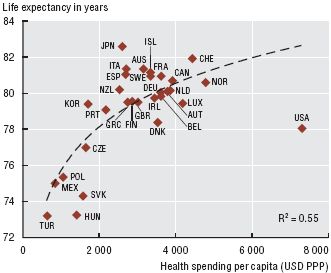 Life expectancy in years
84
82
80
78
76
74
72
JPN
ISL
ITA
AUS
CHE
ESP
SWE
FRA
CAN
NOR
NZL
DEU
NLD
KOR
PRT
IRL
LUX
AUT
BEL
GRC
FIN
GBR
DNK
USA
CZE
POL
MEX
SVK
TUR
HUN
R² = 0.55
0 2 000 4 000 6 000 8 000
Health spending per capita (USD PPP)